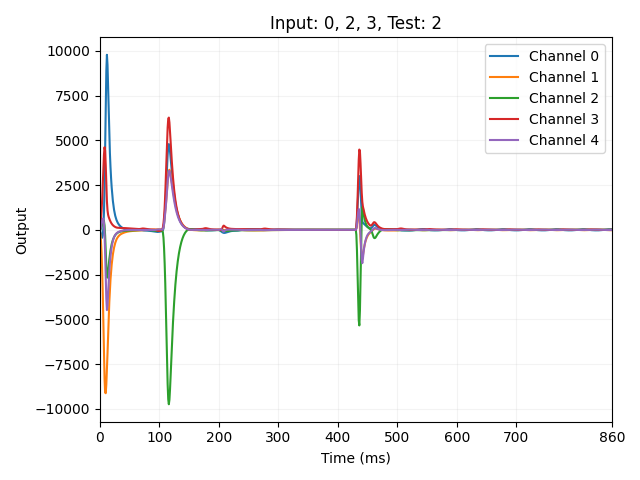 Input: 0, 2, 3, Test: 2
Output
10000
7500
5000
2500
0
−2500
−5000
−7500
−10000
Channel 0
Channel 1
Channel 2
Channel 3
Channel 4
0 100 200 300 400 500 600 700 860
Time (ms)